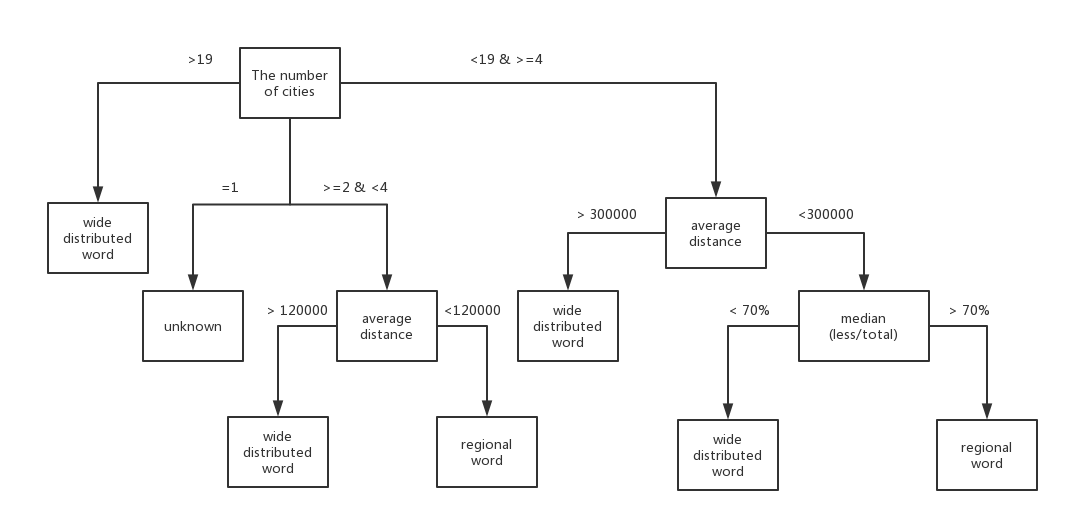 >19
<19 & >=4
The number
of cities
=1
>=2 & <4
wide
distributed
word
> 300000
average
distance
<300000
unknown
> 120000
average
distance
<120000
wide
distributed
word
< 70%
median
(less/total)
> 70%
wide
distributed
word
regional
word
wide
distributed
word
regional
word